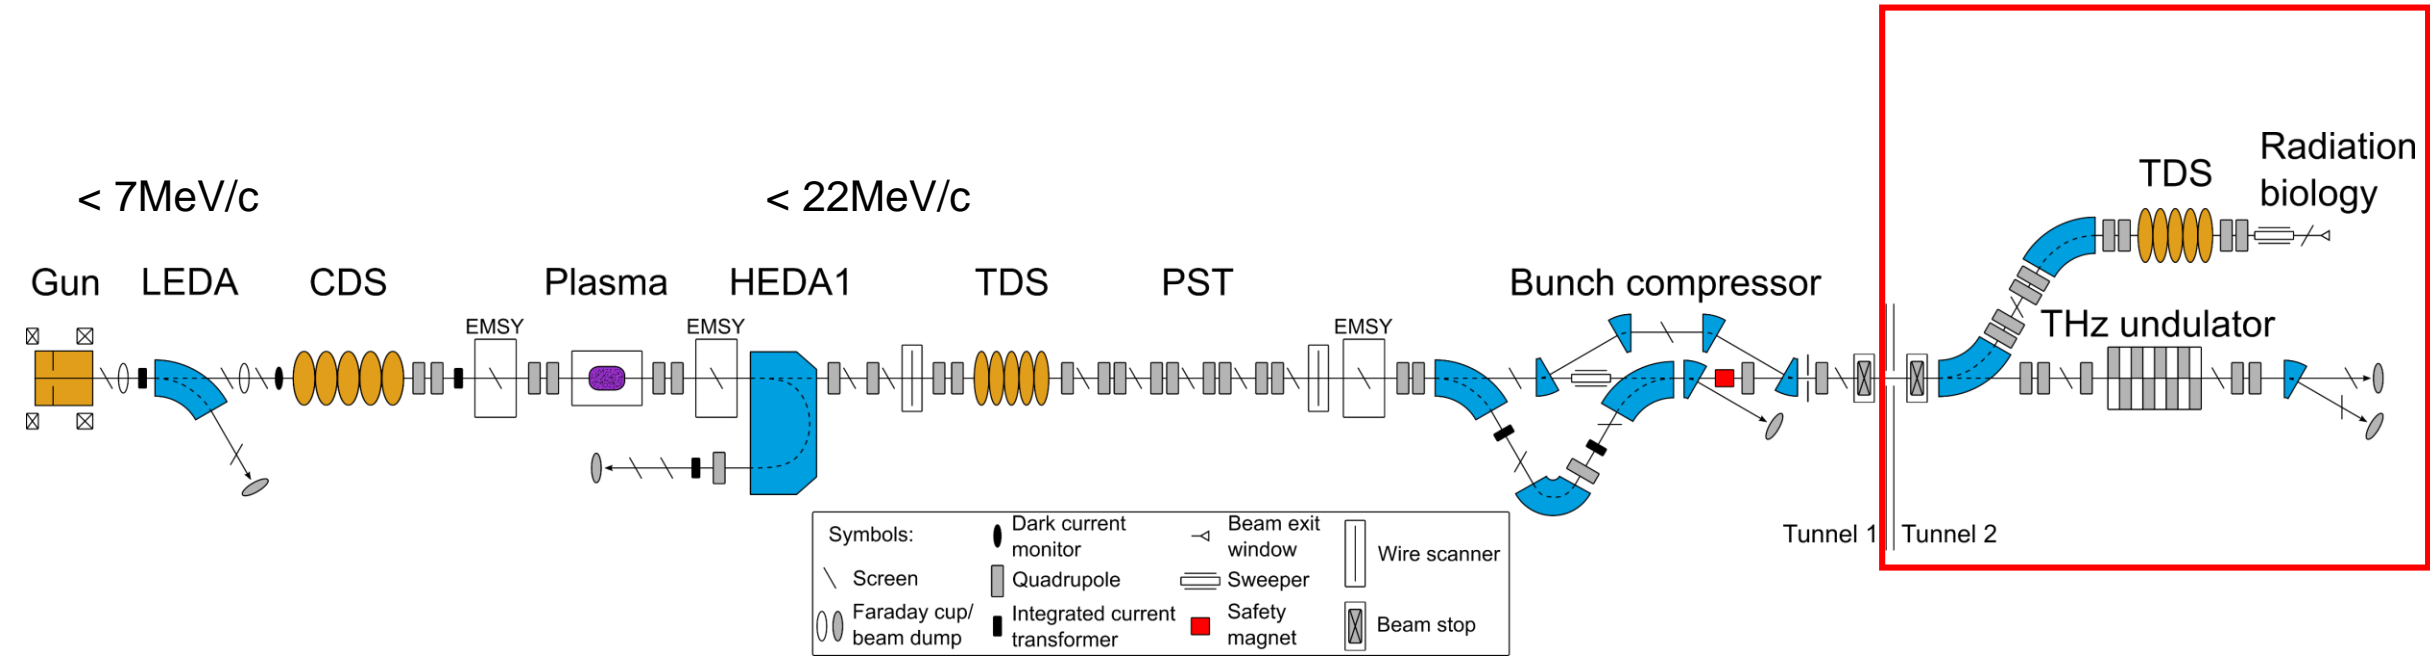 Radiation
biology
TDS
< 7MeV/c
< 22MeV/c
Gun
LEDA
CDS
Plasma
HEDA1
TDS
PST
Bunch compressor
THz undulator
EMSY
EMSY
EMSY
Tunnel 1
Tunnel 2
Symbols:
Screen
Faraday cup/
beam dump
Dark current
monitor
Quadrupole
Integrated current
transformer
Beam exit
window
Sweeper
Safety
magnet
Wire scanner
Beam stop